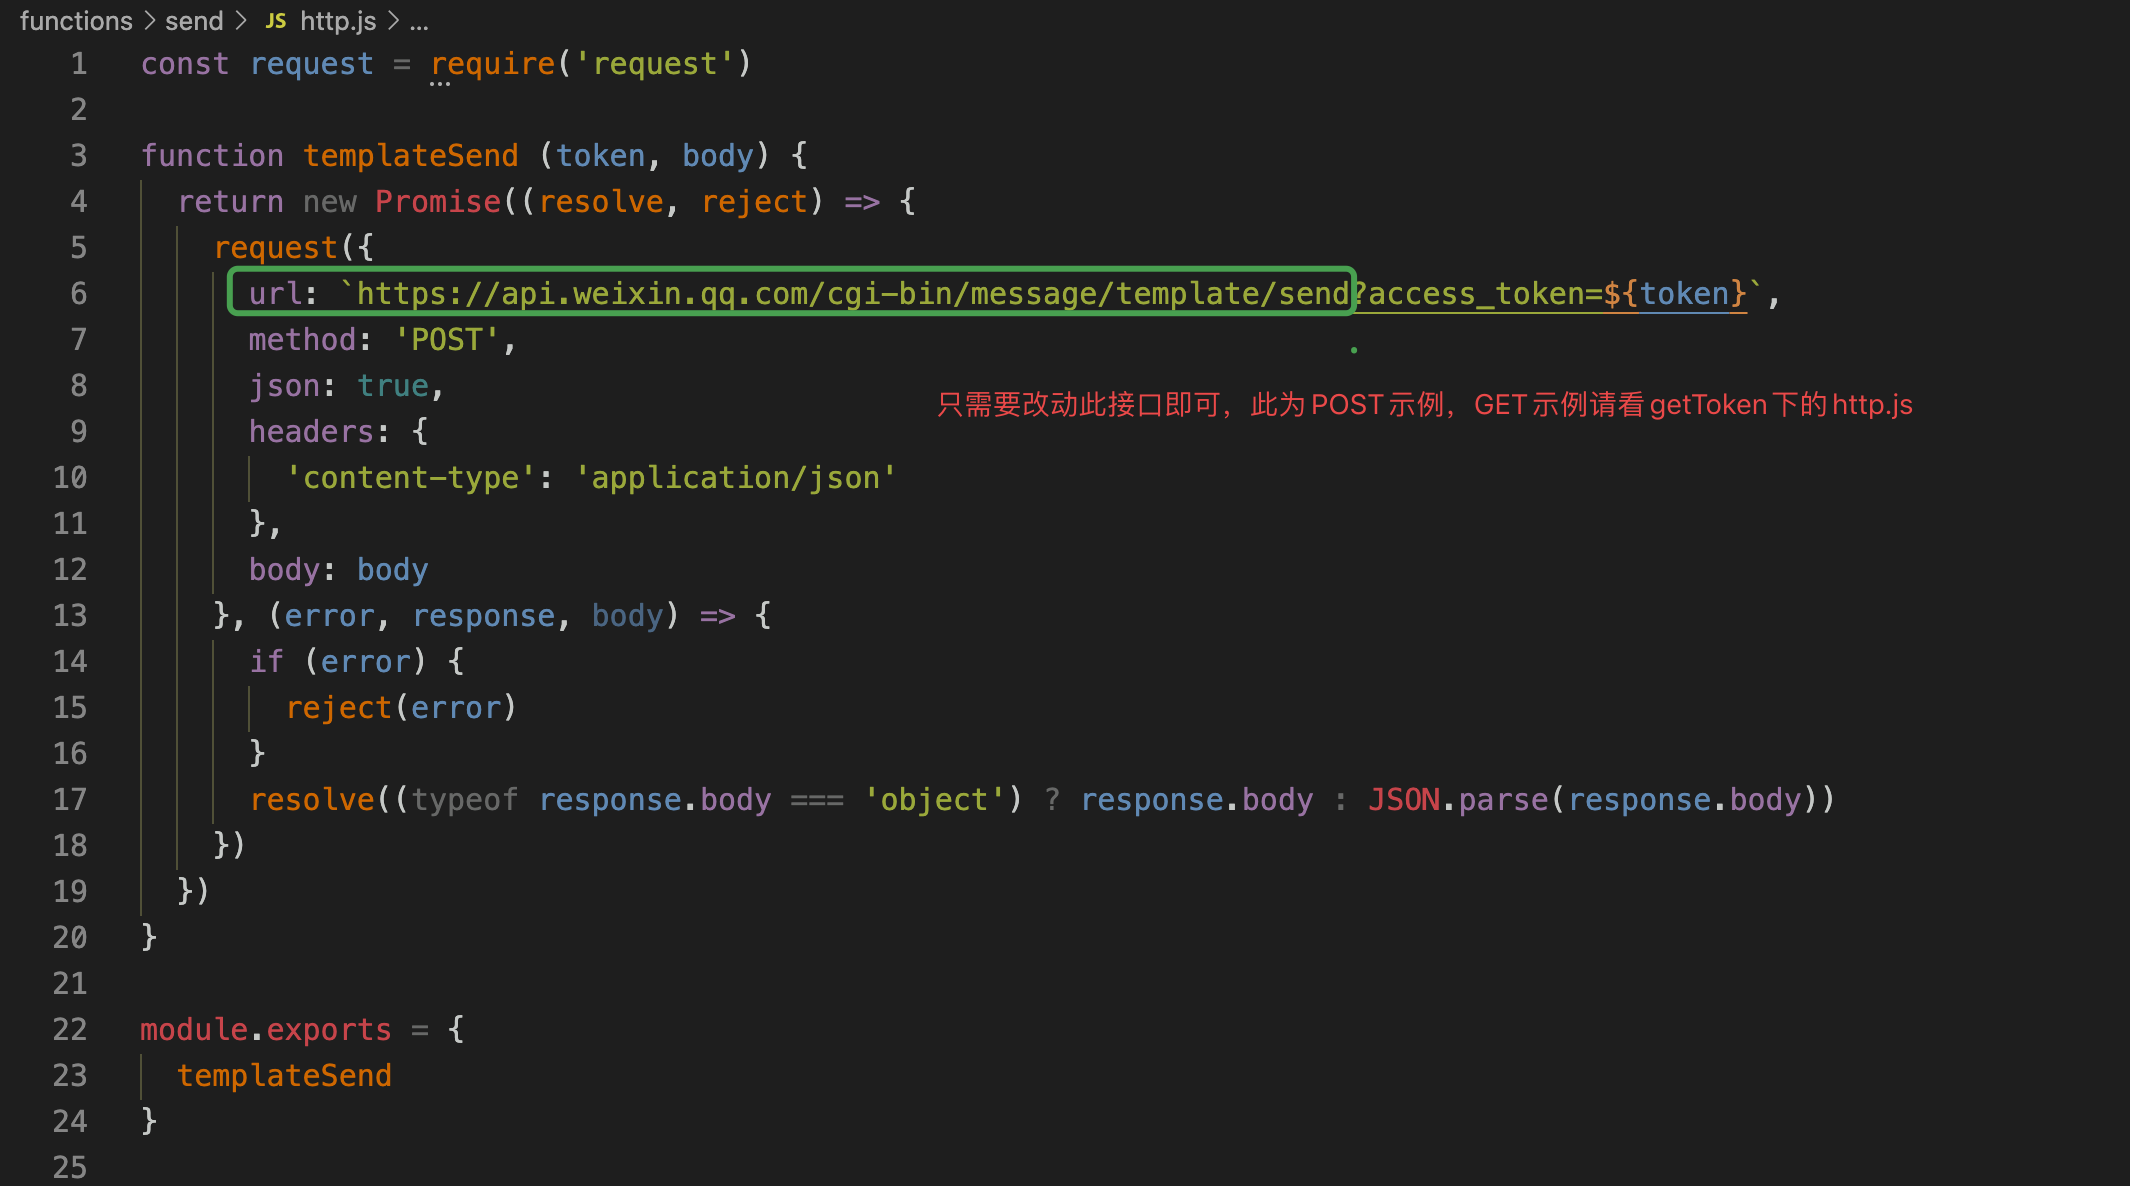 functions > send > JS http.js > ...
1 const request = require('request')
2
3 function templateSend (token, body) {
4   return new Promise((resolve, reject) => {
5     request({
6       url: `https://api.weixin.qq.com/cgi-bin/message/template/send?access_token=${token}`,
7       method: 'POST',
8       json: true,
只需要改动此接口即可，此为 POST 示例，GET 示例请看 getToken 下的 http.js
9       headers: {
10         'content-type': 'application/json'
11       },
12       body: body
13     }, (error, response, body) => {
14       if (error) {
15         reject(error)
16       }
17       resolve((typeof response.body === 'object') ? response.body : JSON.parse(response.body))
18     })
19   })
20 }
21
22 module.exports = {
23   templateSend
24 }
25